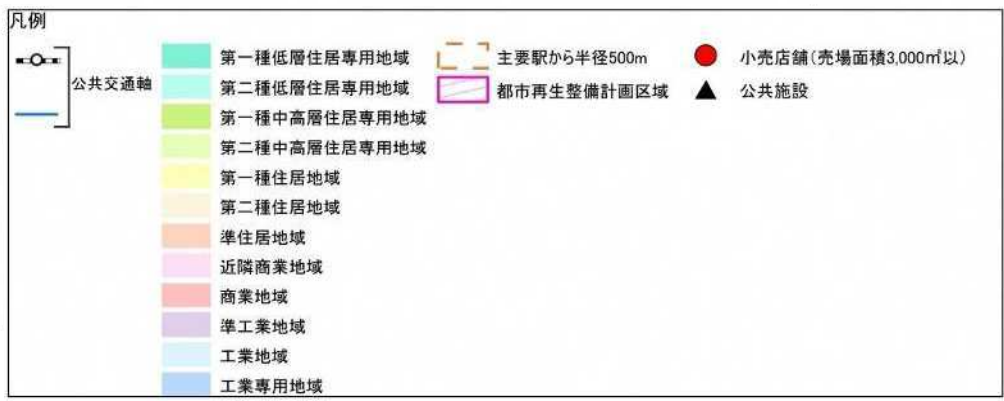 凡例
公共交通軸
第一種低層住居専用地域
第二種低層住居専用地域
第一種中高層住居専用地域
第二種中高層住居専用地域
第一種住居地域
第二種住居地域
準住居地域
近隣商業地域
商業地域
準工業地域
工業地域
工業専用地域
主要駅から半径500m
都市再生整備計画区域
小売店舗(売場面積3,000㎡以)
公共施設